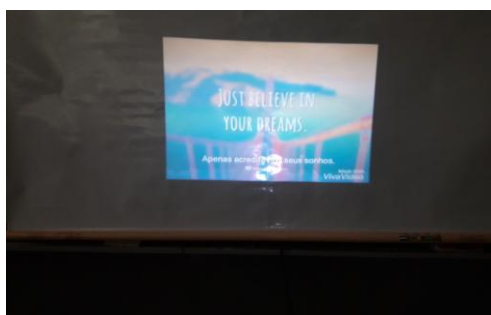 JUST BELIEVE IN
YOUR DREAMS.
Apenas seus sonhos.
VivaVideo